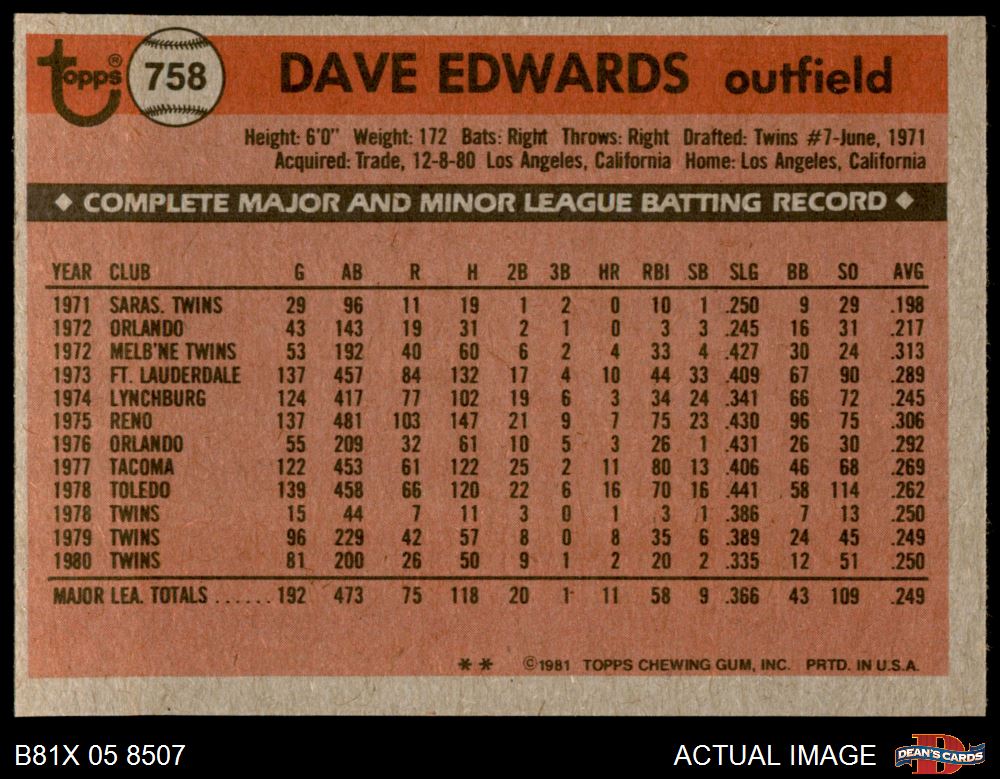 topps® 758 DAVE EDWARDS outfield
Height: 6'0" Weight: 172 Bats: Right Throws: Right Drafted: Twins #7-June, 1971
Acquired: Trade, 12-8-80 Los Angeles, California Home: Los Angeles, California
◆ COMPLETE MAJOR AND MINOR LEAGUE BATTING RECORD ◆
YEAR CLUB G AB R H 2B 3B HR RBI SB SLG BB SO AVG
1971 SARAS. TWINS 29 96 11 19 1 2 0 10 1 .250 9 29 .198
1972 ORLANDO 43 143 19 31 2 1 0 3 3 .245 16 31 .217
1972 MELB'NE TWINS 53 192 40 60 6 2 4 33 4 .427 30 24 .313
1973 FT. LAUDERDALE 137 457 84 132 17 4 10 44 33 .409 67 90 .289
1974 LYNCHBURG 124 417 77 102 19 6 3 34 24 .341 66 72 .245
1975 RENO 137 481 103 147 21 9 7 75 23 .430 96 75 .306
1976 ORLANDO 55 209 32 61 10 5 3 26 1 .431 26 30 .292
1977 TACOMA 122 453 61 122 25 2 11 80 13 .406 46 68 .269
1978 TOLEDO 139 458 66 120 22 6 16 70 16 .441 58 114 .262
1978 TWINS 15 44 7 11 3 0 1 3 1 .386 7 13 .250
1979 TWINS 96 229 42 57 8 0 8 35 6 .389 24 45 .249
1980 TWINS 81 200 26 50 9 1 2 20 2 .335 12 51 .250
MAJOR LEA. TOTALS ...... 192 473 75 118 20 1 11 58 9 .366 43 109 .249
** ©1981 TOPPS CHEWING GUM, INC. PRTD. IN U.S.A.
B81X 05 8507 ACTUAL IMAGE DEAN'S CARDS